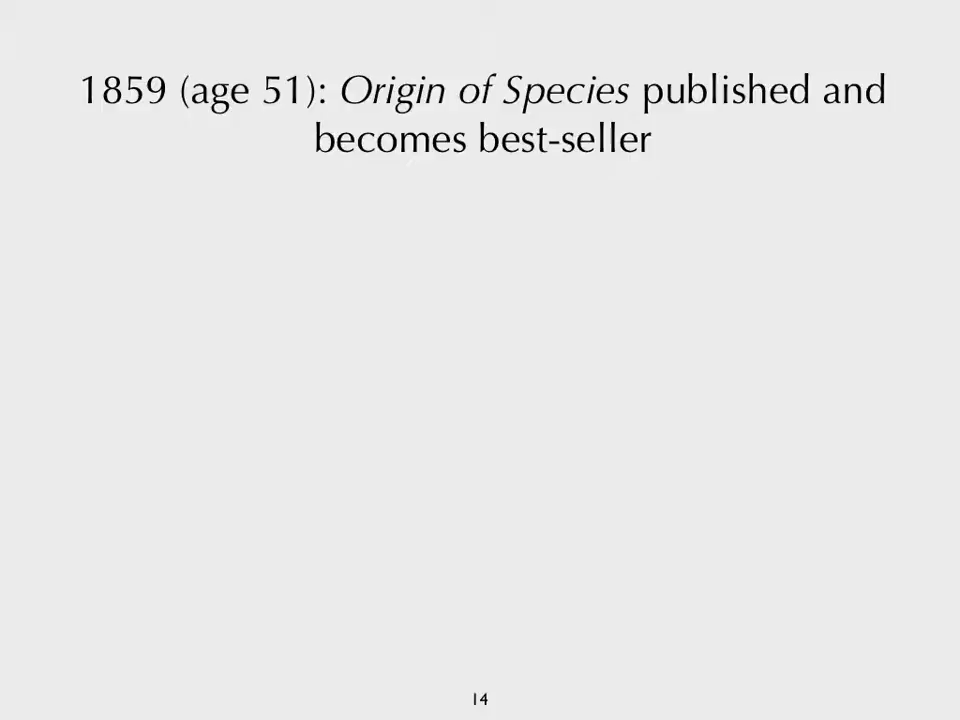 1859 (age 51): Origin of Species published and
becomes best-seller
14